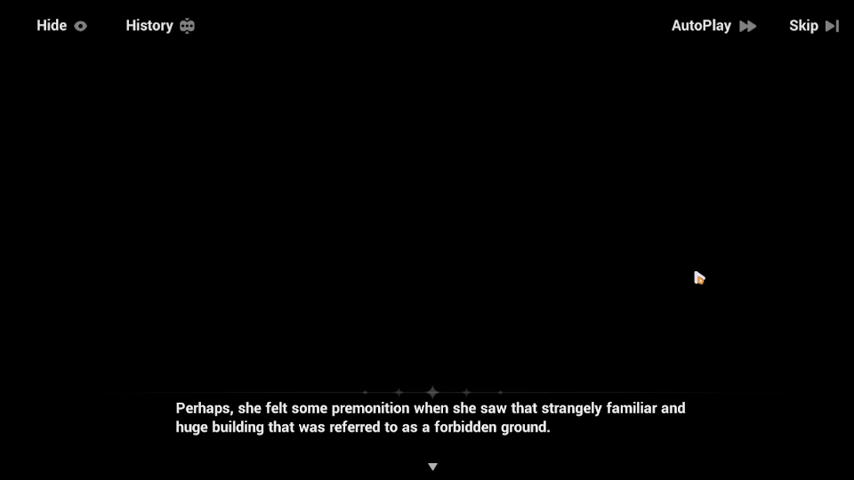 Hide
History
AutoPlay
Skip
Perhaps, she felt some premonition when she saw that strangely familiar and
huge building that was referred to as a forbidden ground.